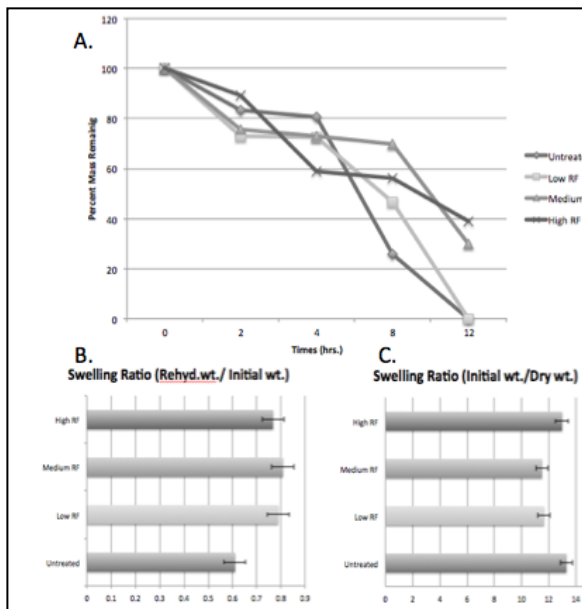 A.
120
100
80
60
40
20
0
Percent Mass Remainig
0 2 4 8 12
Times (hrs.)
Untreate
Low RF
Medium
High RF
B.
Swelling Ratio (Rehyd.wt./ Initial wt.)
High RF
Medium RF
Low RF
Untreated
0 0.1 0.2 0.3 0.4 0.5 0.6 0.7 0.8 0.9
C.
Swelling Ratio (Initial wt./Dry wt.)
High RF
Medium RF
Low RF
Untreated
0 2 4 6 8 10 12 14